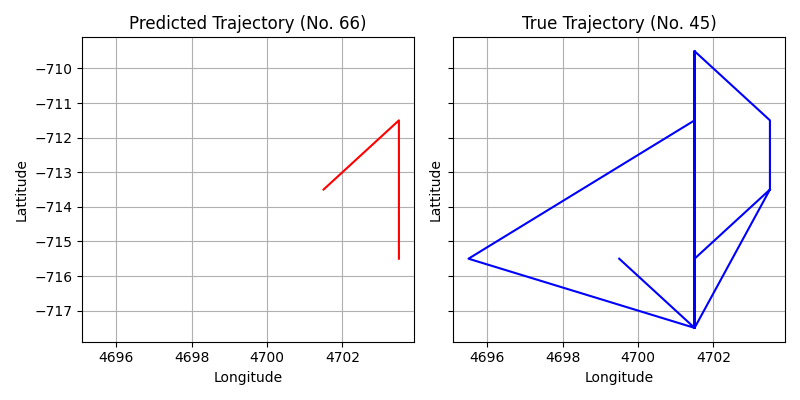 Predicted Trajectory (No. 66)
−710
−711
−712
−713
−714
−715
−716
−717
Lattitude
4696 4698 4700 4702
Longitude
True Trajectory (No. 45)
Lattitude
4696 4698 4700 4702
Longitude